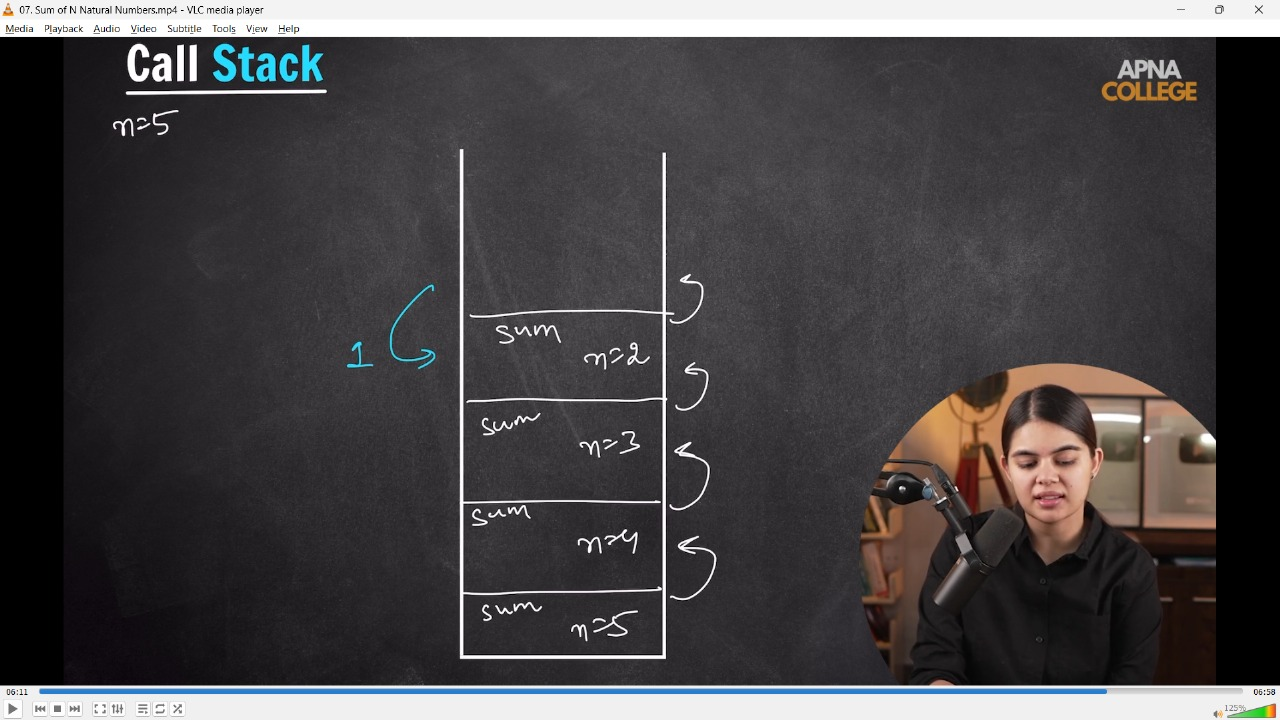 07. Sum of N Natural Numbers.mp4 - VLC media player
Media Playback Audio Video Subtitle Tools View Help
Call Stack
APNA
COLLEGE
n=5
sum
n=2
1
sum
n=3
sum
n=4
sum
n=5
06:11
06:58
125%